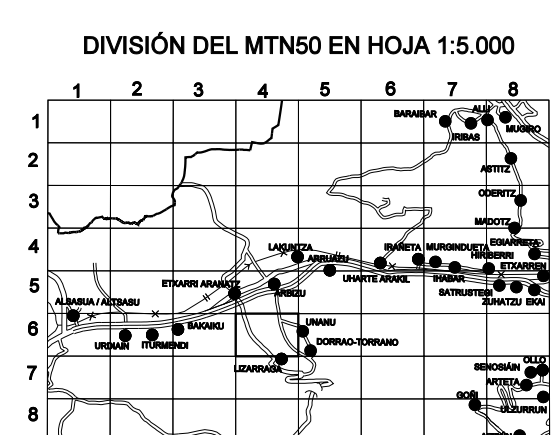 DIVISIÓN DEL MTN50 EN HOJA 1:5.000
1 2 3 4 5 6 7 8
1
BARAIBAR
ALLI
IRIBAS
MUGIRO
2
ASTITZ
3
ODERITZ
MADOTZ
4
LAKUNTZA
IRAÑETA
MURGINDUETA
EGIARRETA
HIRIBERRI
ARRUAZU
ETXARREN
5
ETXARRI ARANATZ
ARBIZU
UHARTE ARAKIL
IHABAR
SATRUSTEGI
ZUHATZU
EKAI
ALSASUA / ALTSASU
6
BAKAIKU
UNANU
URDIAIN
ITURMENDI
DORRAO-TORRANO
7
LIZARRAGA
OLLO
SENOSIÁIN
ARTETA
8
GOÑI
ULZURRUN